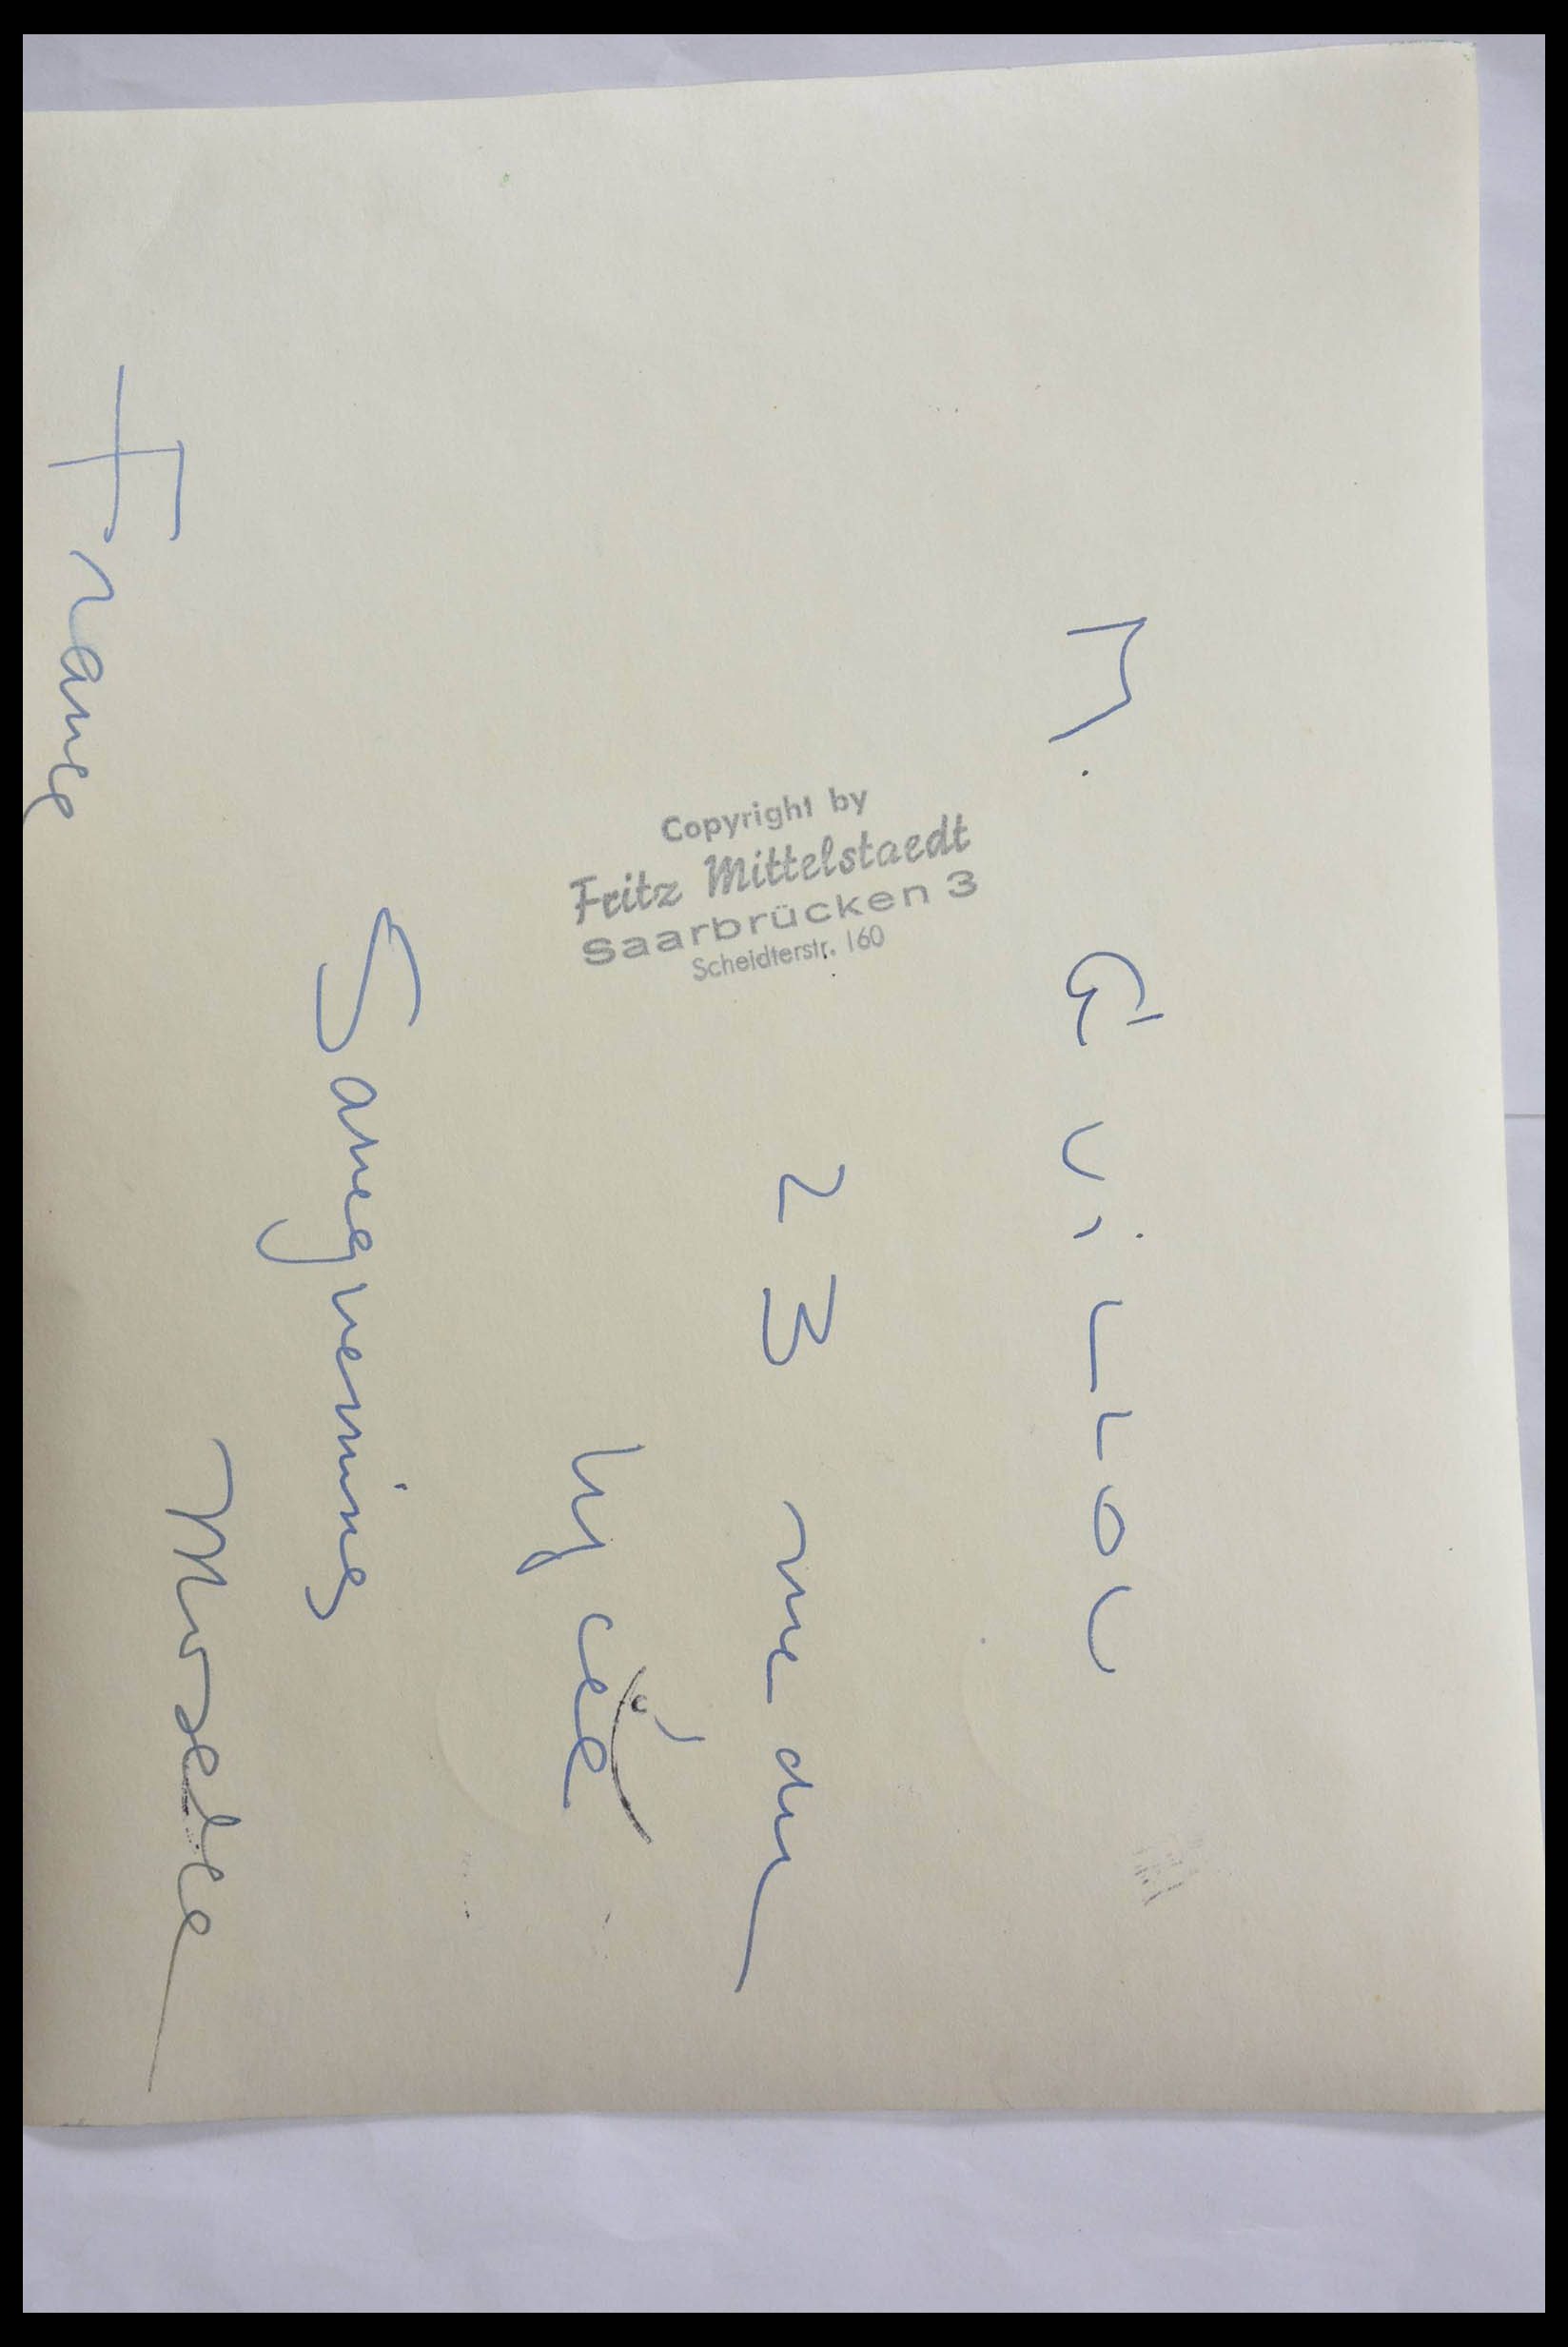 Copyright by
Fritz Mittelstaedt
Saarbrücken 3
Scheidterstr. 160
M. GUiLLOU
23 rue du
lycée
Sarreguemines
Moselle
France